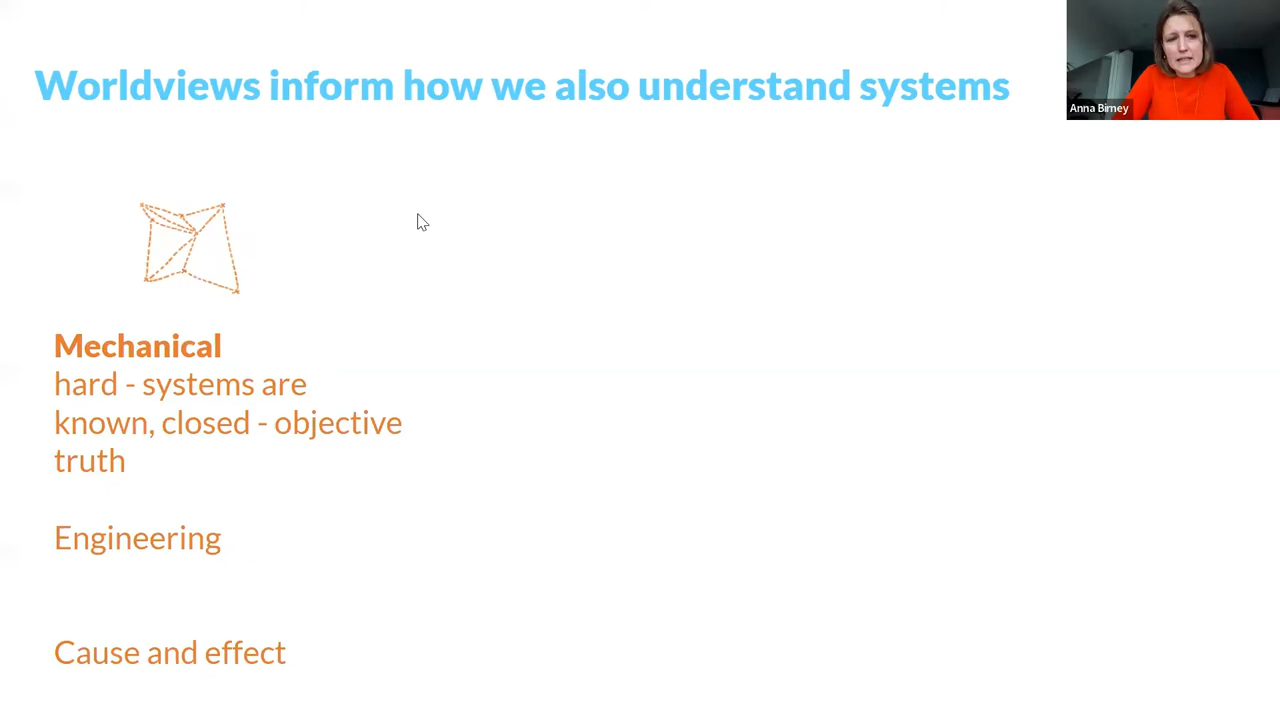 Worldviews inform how we also understand systems
Anna Birney
Mechanical
hard - systems are
known, closed - objective
truth
Engineering
Cause and effect